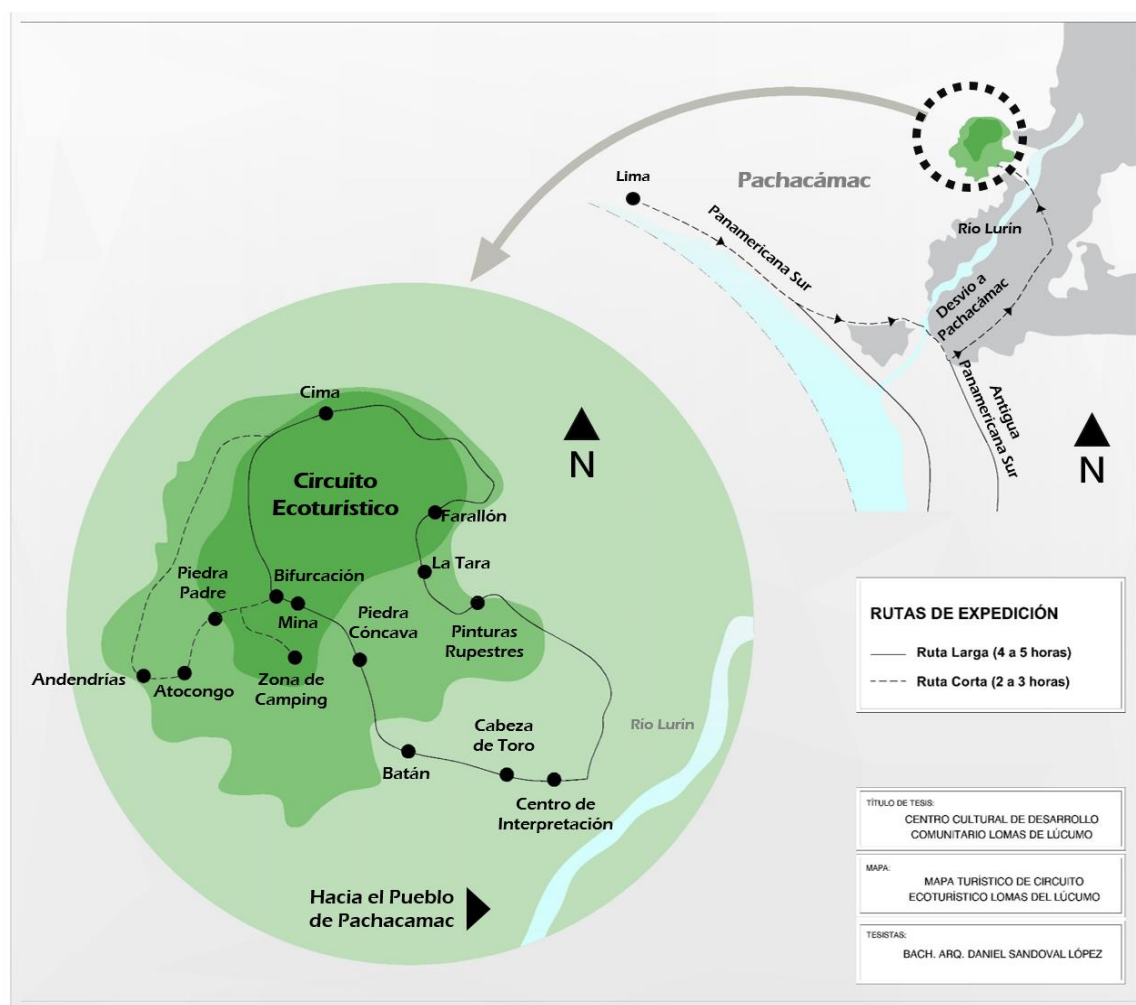 Lima
Pachacámac
Panamericana Sur
Río Lurín
Desvio a
Pachacámac
Antigua
Panamericana Sur
N
Cima
N
Circuito
Ecoturístico
Farallón
La Tara
Piedra
Padre
Bifurcación
Mina
Piedra
Cóncava
Pinturas
Rupestres
Andendrías
Atocongo
Zona de
Camping
Río Lurín
Cabeza
de Toro
Batán
Centro de
Interpretación
Hacia el Pueblo
de Pachacamac
RUTAS DE EXPEDICIÓN
Ruta Larga (4 a 5 horas)
Ruta Corta (2 a 3 horas)
TÍTULO DE TESIS:
CENTRO CULTURAL DE DESARROLLO
COMUNITARIO LOMAS DE LÚCUMO
MAPA:
MAPA TURÍSTICO DE CIRCUITO
ECOTURÍSTICO LOMAS DEL LÚCUMO
TESISTAS:
BACH. ARQ. DANIEL SANDOVAL LÓPEZ